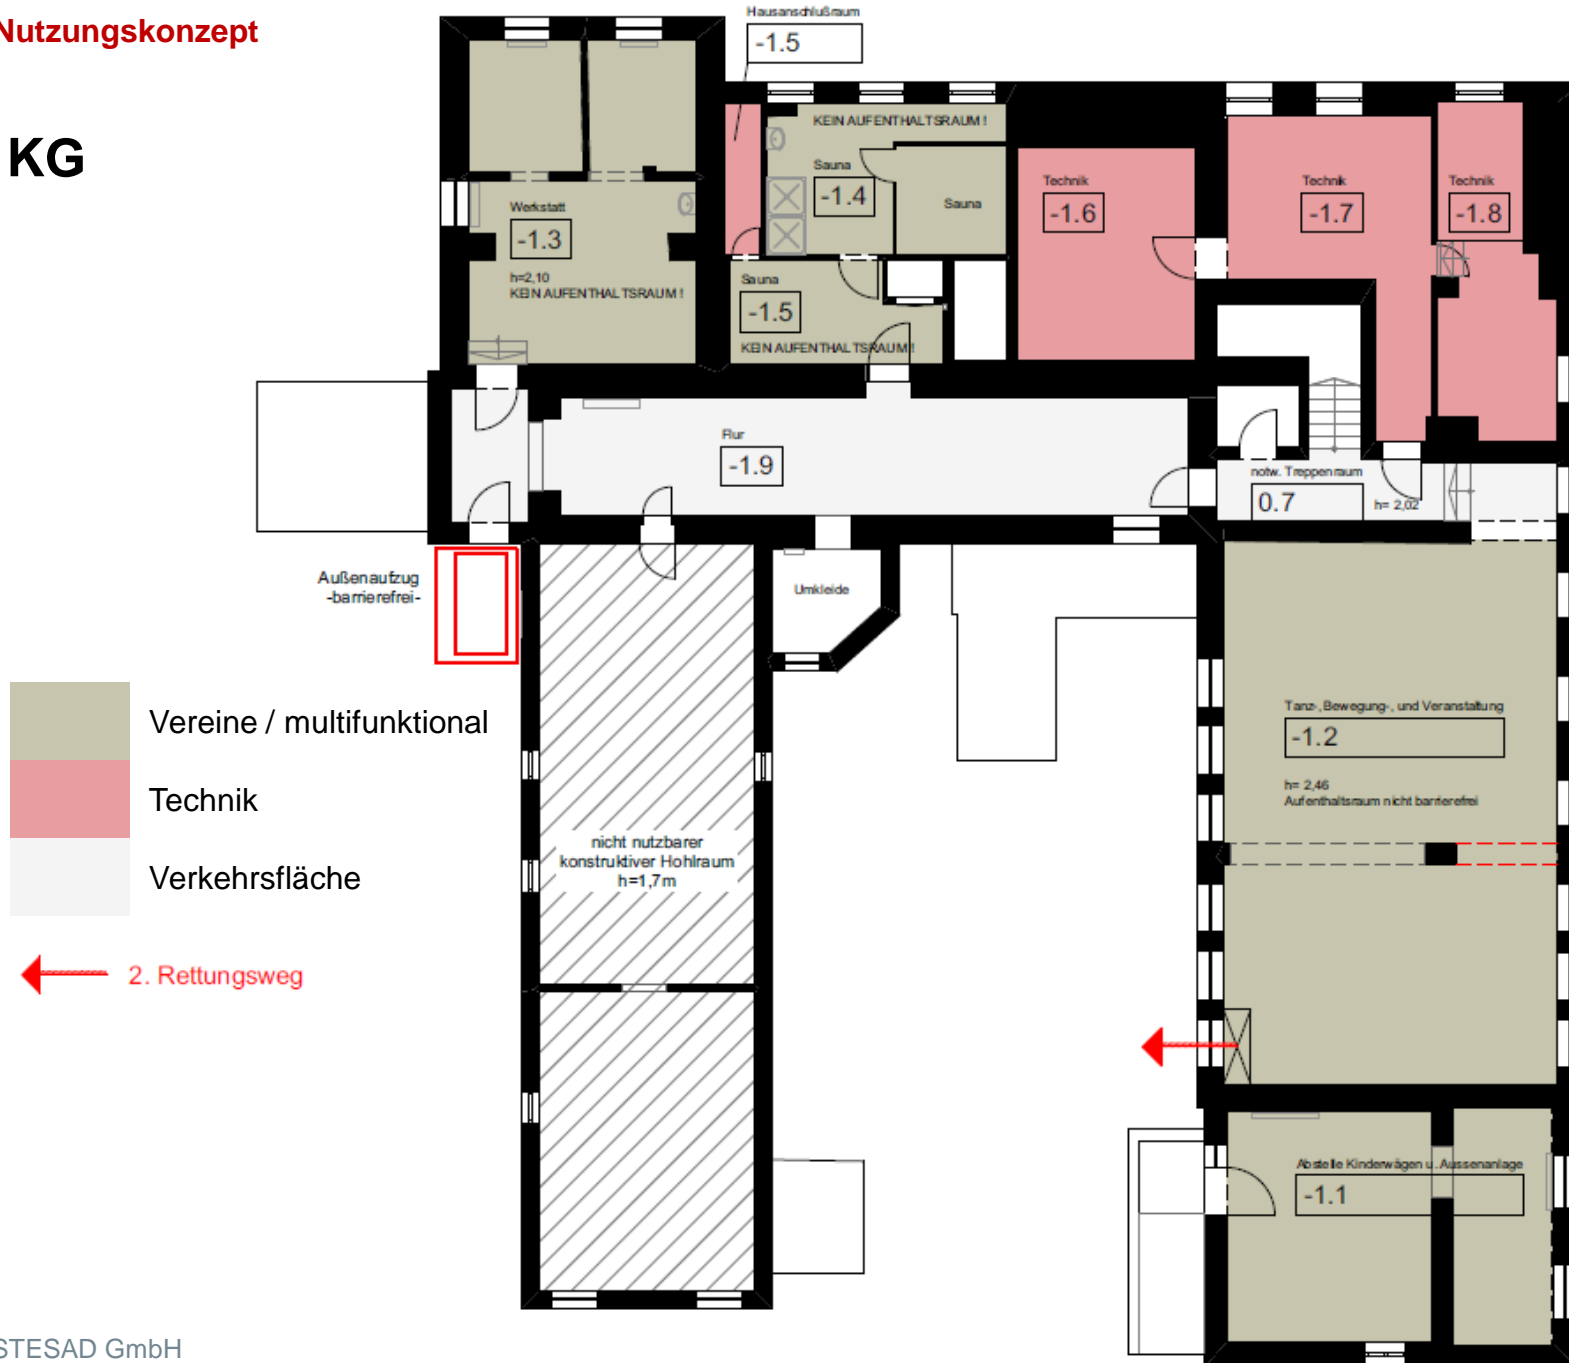 Nutzungskonzept
KG
Hausanschlußraum
-1.5
KEIN AUFENTHALTSRAUM !
Sauna
-1.4
Sauna
Werkstatt
-1.3
h=2,10
KEIN AUFENTHALTSRAUM !
Sauna
-1.5
KEIN AUFENTHALTSRAUM !
Technik
-1.6
Technik
-1.7
Technik
-1.8
Flur
-1.9
notw. Treppenraum
0.7
h= 2,02
Außenaufzug
-barrierefrei-
Umkleide
Vereine / multifunktional
Technik
Verkehrsfläche
2. Rettungsweg
nicht nutzbarer
konstruktiver Hohlraum
h=1,7m
Tanz-, Bewegung-, und Veranstaltung
-1.2
h= 2,46
Aufenthaltsraum nicht barrierefrei
Abstelle Kinderwägen u. Aussenanlage
-1.1
STESAD GmbH